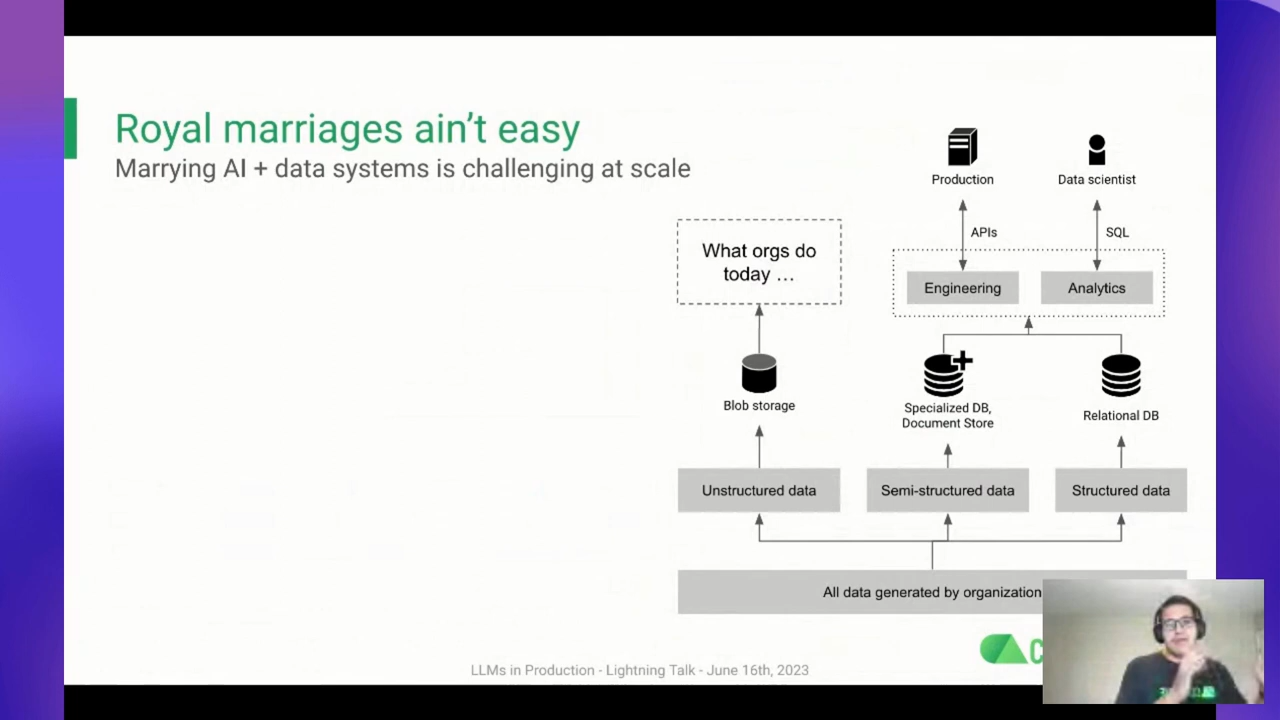 Royal marriages ain't easy
Marrying AI + data systems is challenging at scale
Production
Data scientist
APIs
SQL
What orgs do
today …
Engineering
Analytics
Blob storage
Specialized DB,
Document Store
Relational DB
Unstructured data
Semi-structured data
Structured data
All data generated by organization
LLMs in Production - Lightning Talk - June 16th, 2023